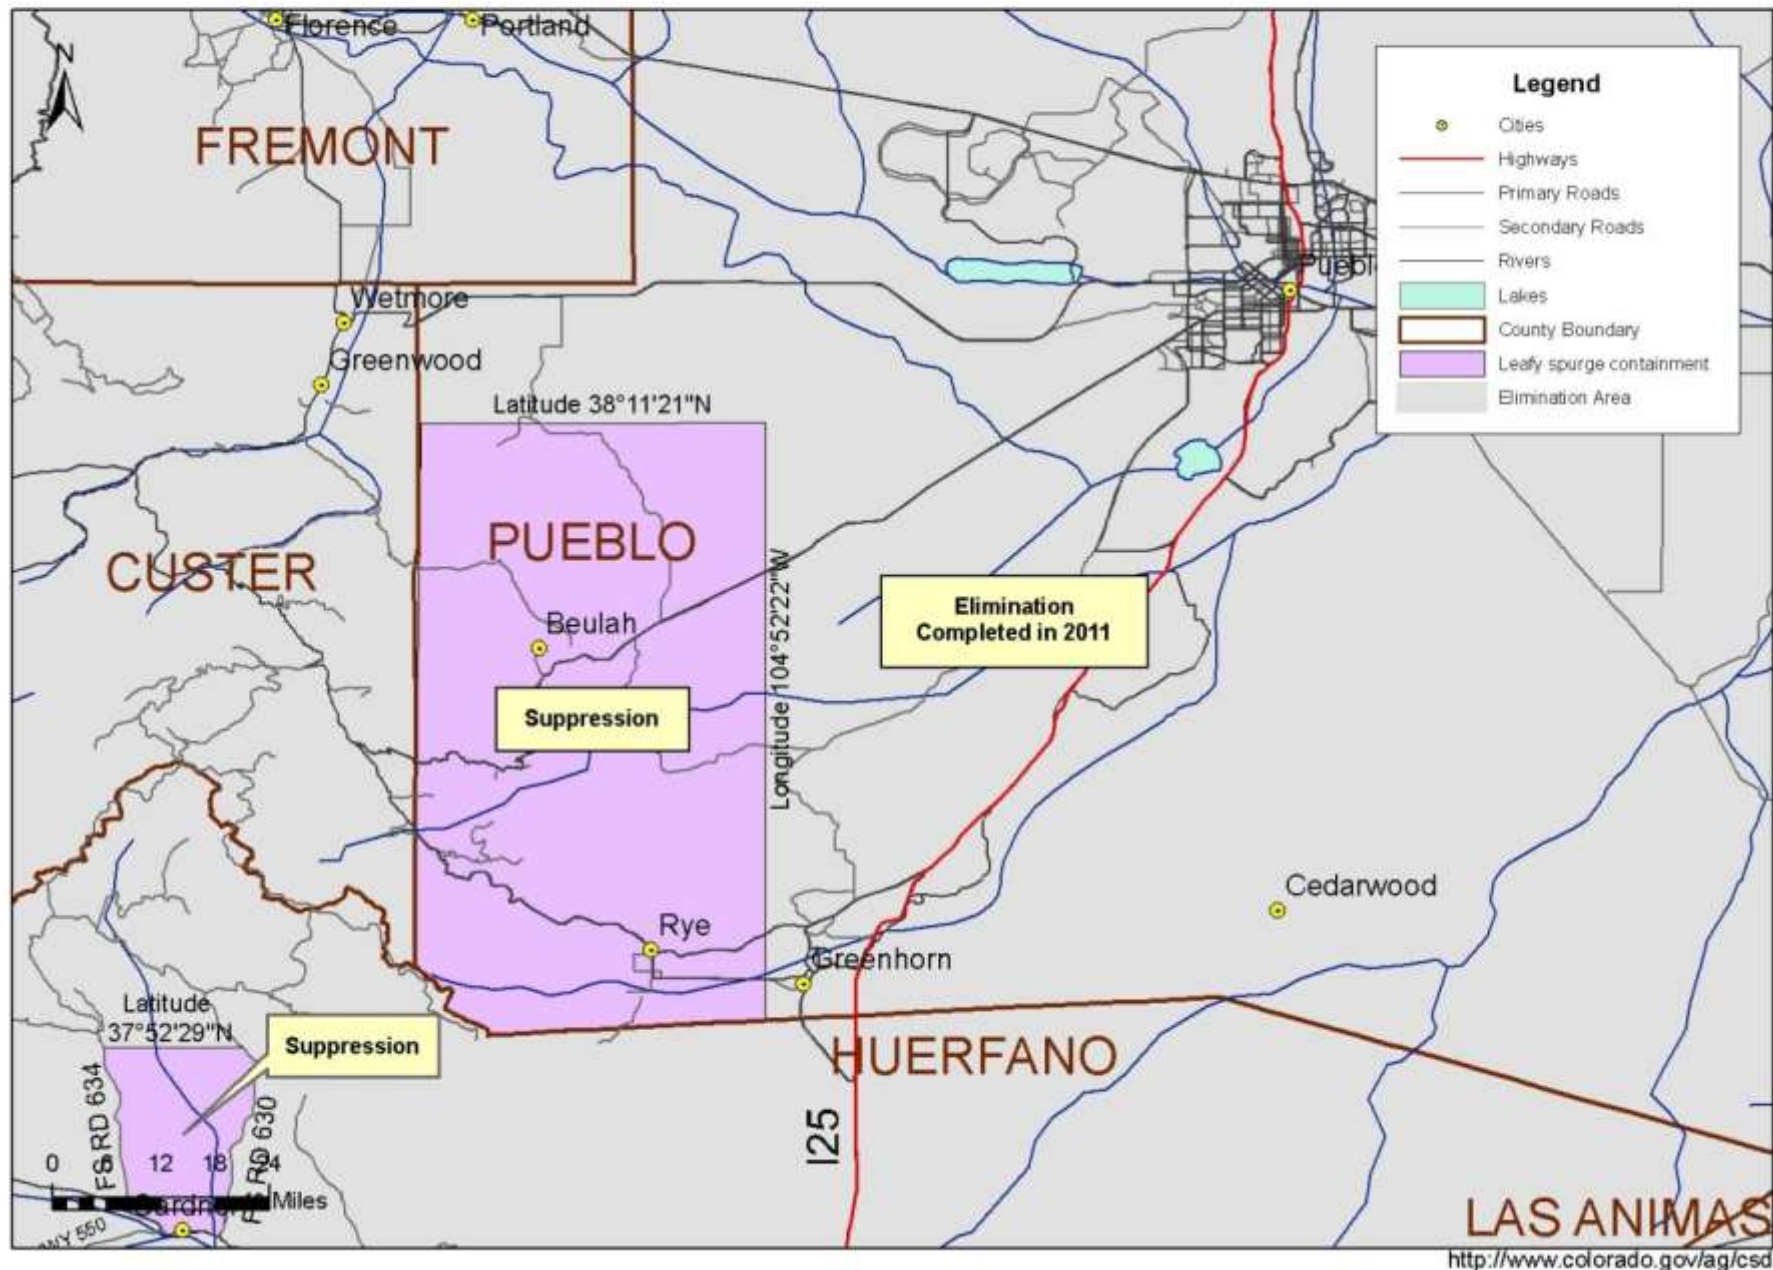 Florence
Portland
N
FREMONT
Legend
Cities
Highways
Primary Roads
Secondary Roads
Rivers
Lakes
County Boundary
Leafy spurge containment
Elimination Area
Wetmore
Greenwood
Latitude 38°11'21"N
PUEBLO
CUSTER
Beulah
Longitude 104°52'22"W
Elimination
Completed in 2011
Suppression
Cedarwood
Rye
Greenhorn
Latitude
37°52'29"N
Suppression
HUERFANO
FS RD 634
RD 630
I25
0 12 18 24
Miles
550
LAS ANIMAS
http://www.colorado.gov/ag/csd